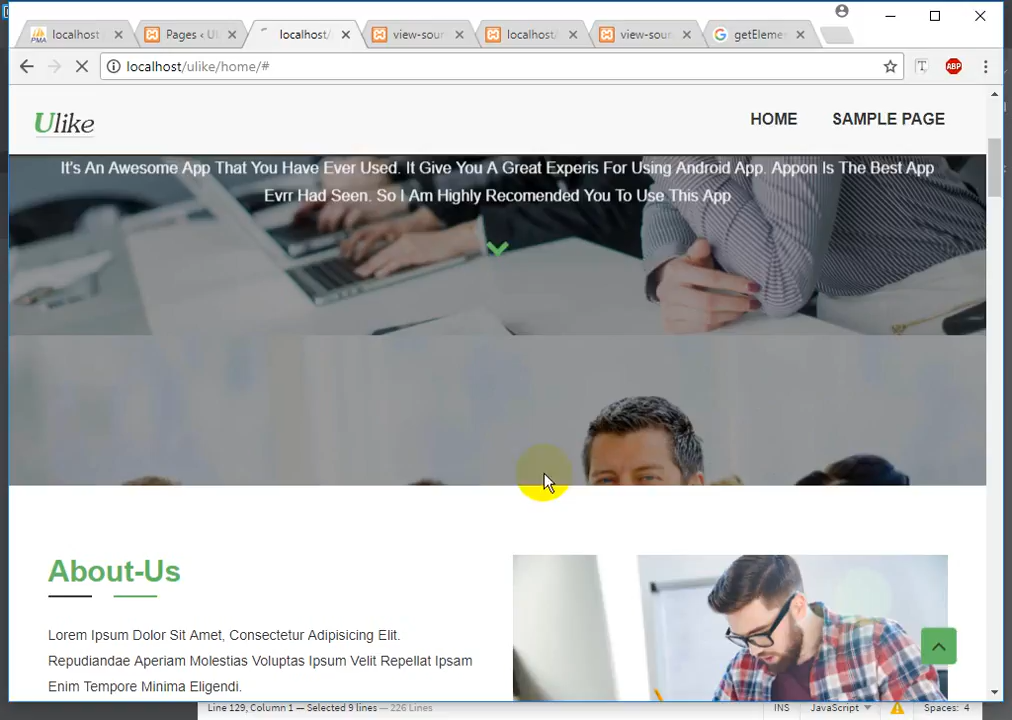 localhost
Pages ‹ UL
localhost/
view-sour
localhost/
view-sour
getEleme
localhost/ulike/home/#
Ulike
HOME
SAMPLE PAGE
It's An Awesome App That You Have Ever Used. It Give You A Great Experis For Using Android App. Appon Is The Best App
Evrr Had Seen. So I Am Highly Recomended You To Use This App
About-Us
Lorem Ipsum Dolor Sit Amet, Consectetur Adipisicing Elit.
Repudiandae Aperiam Molestias Voluptas Ipsum Velit Repellat Ipsam
Enim Tempore Minima Eligendi.
Line 129, Column 1 — Selected 9 lines — 226 Lines
INS
JavaScript
Spaces: 4